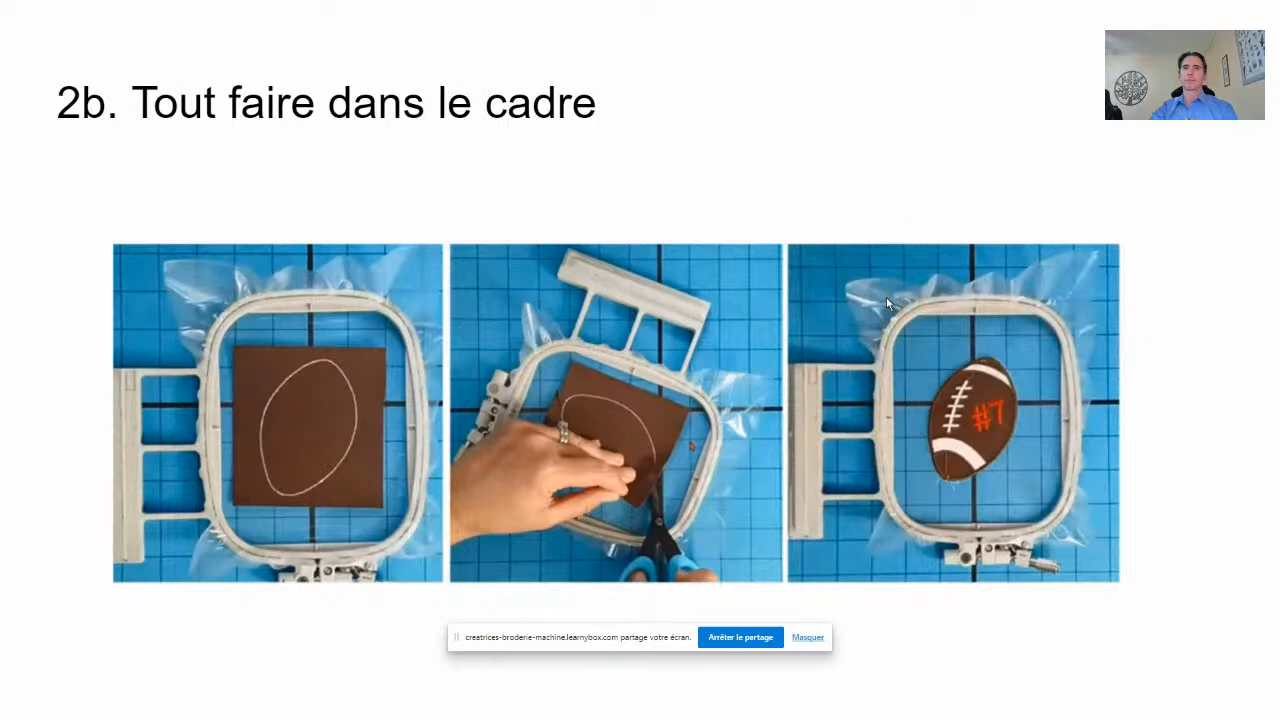 2b. Tout faire dans le cadre
#7
creatrices-broderie-machine.learnybox.com partage votre écran. Arrêter le partage Masquer